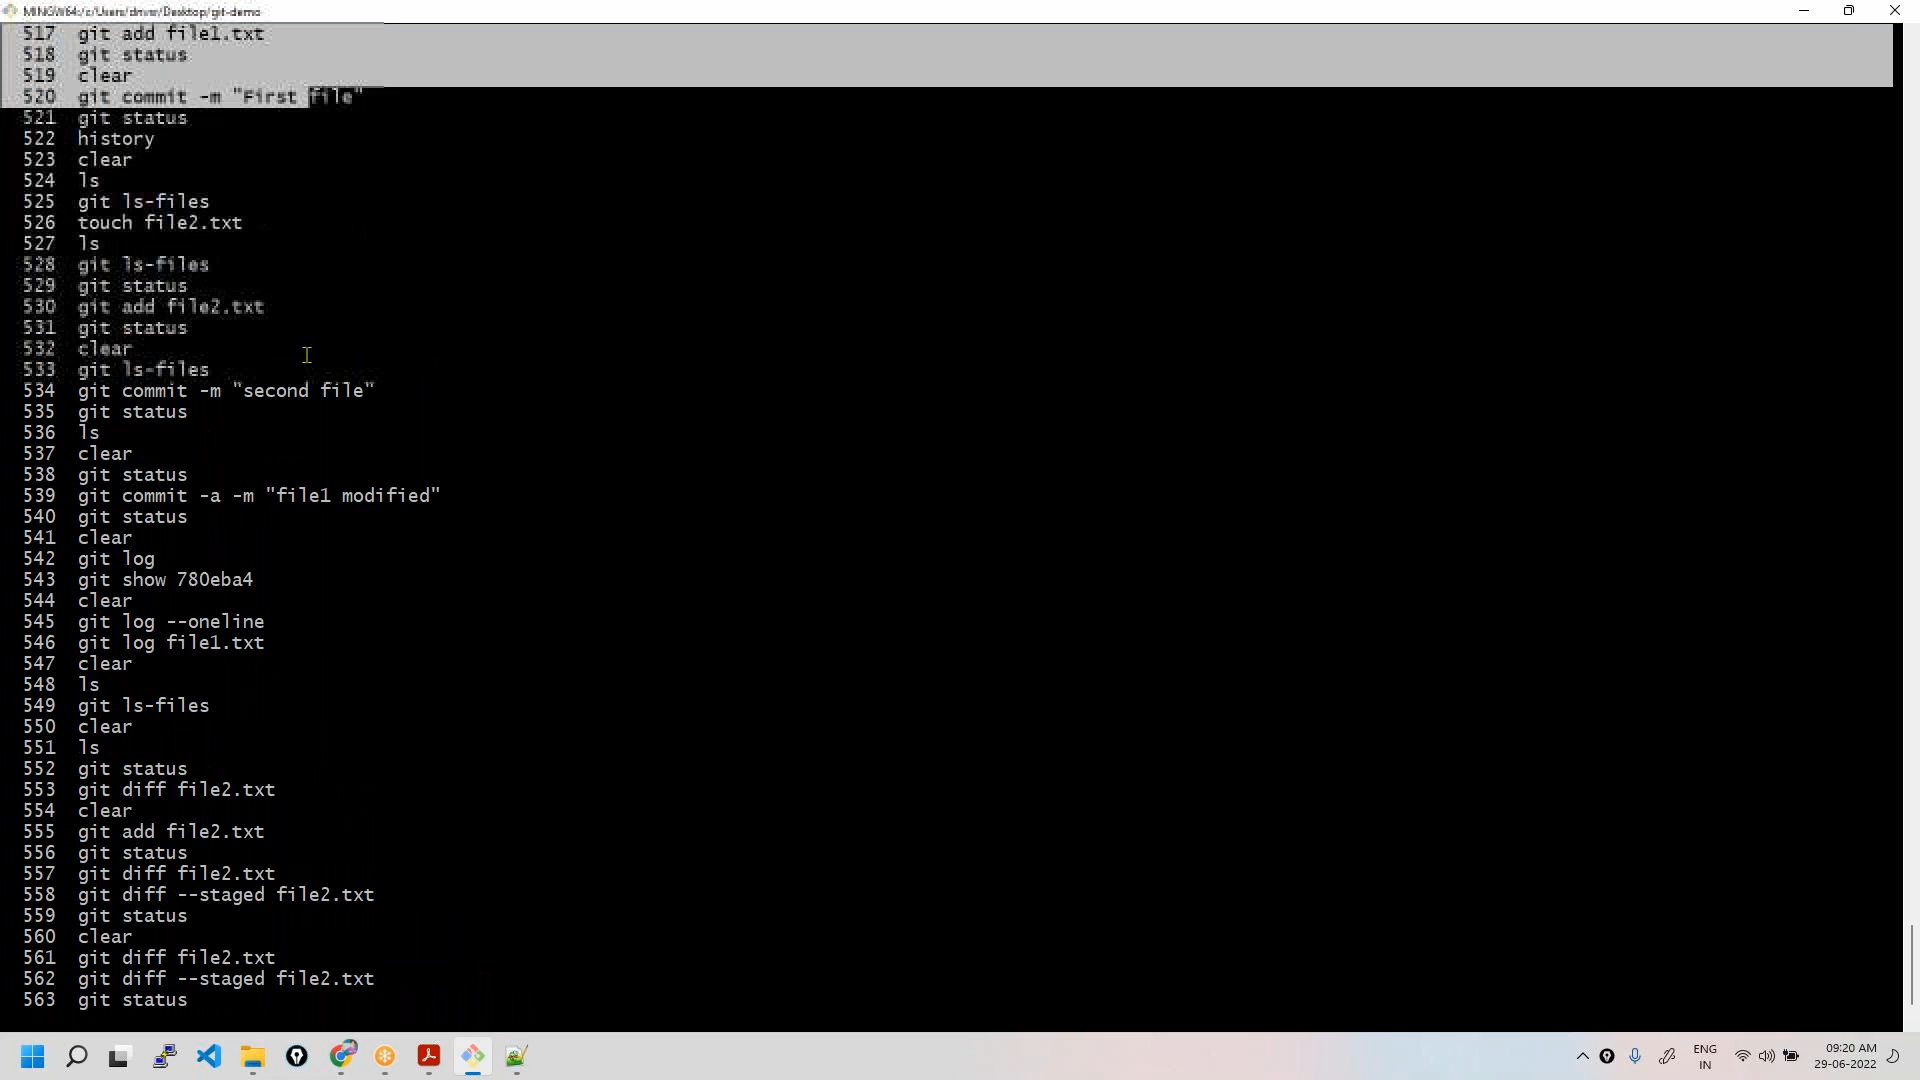 MINGW64:/c/Users/dmver/Desktop/git-demo
517 git add file1.txt
518 git status
519 clear
520 git commit -m "First file"
521 git status
522 history
523 clear
524 ls
525 git ls-files
526 touch file2.txt
527 ls
528 git ls-files
529 git status
530 git add file2.txt
531 git status
532 clear
533 git ls-files
534 git commit -m "second file"
535 git status
536 ls
537 clear
538 git status
539 git commit -a -m "file1 modified"
540 git status
541 clear
542 git log
543 git show 780eba4
544 clear
545 git log --oneline
546 git log file1.txt
547 clear
548 ls
549 git ls-files
550 clear
551 ls
552 git status
553 git diff file2.txt
554 clear
555 git add file2.txt
556 git status
557 git diff file2.txt
558 git diff --staged file2.txt
559 git status
560 clear
561 git diff file2.txt
562 git diff --staged file2.txt
563 git status
ENG
IN
09:20 AM
29-06-2022